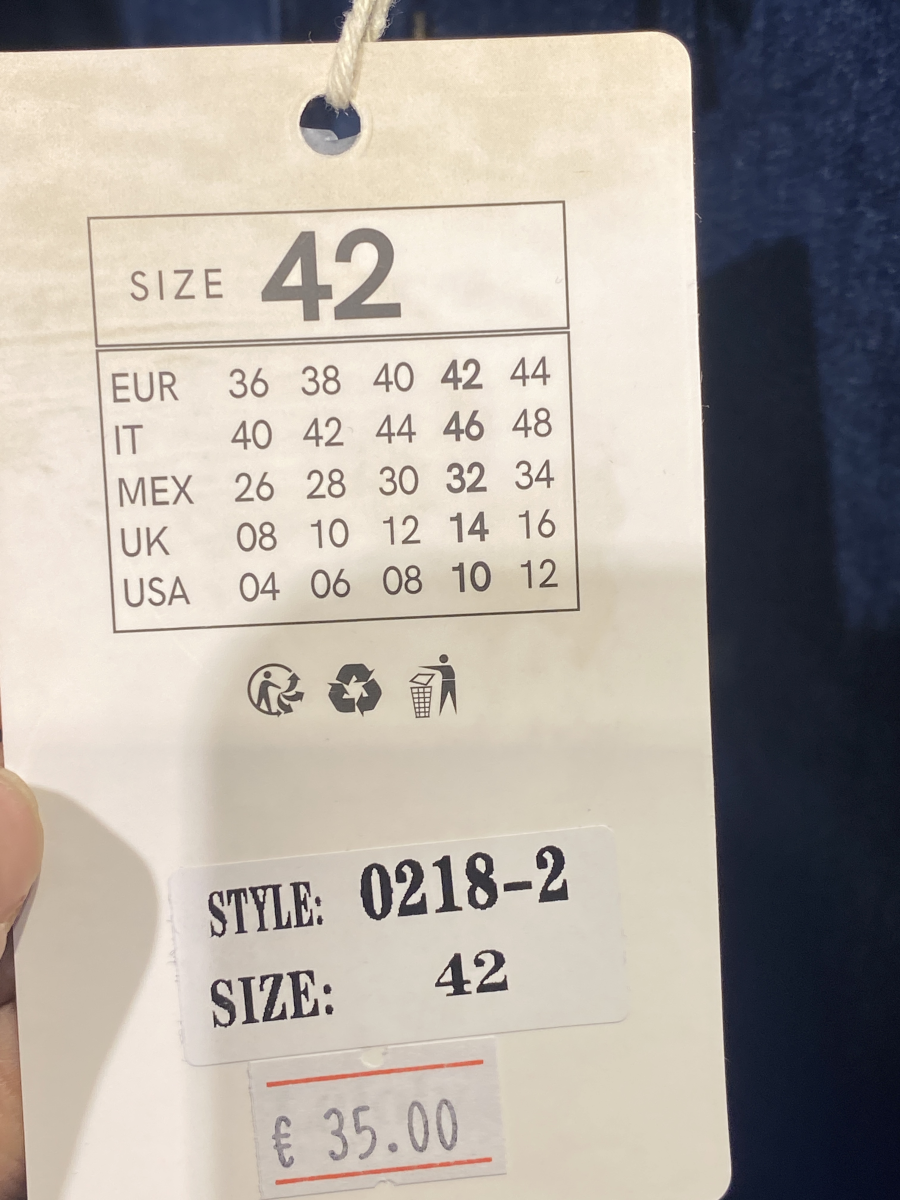 SIZE 42
EUR 36 38 40 42 44
IT 40 42 44 46 48
MEX 26 28 30 32 34
UK 08 10 12 14 16
USA 04 06 08 10 12
STYLE: 0218-2
SIZE: 42
€ 35.00